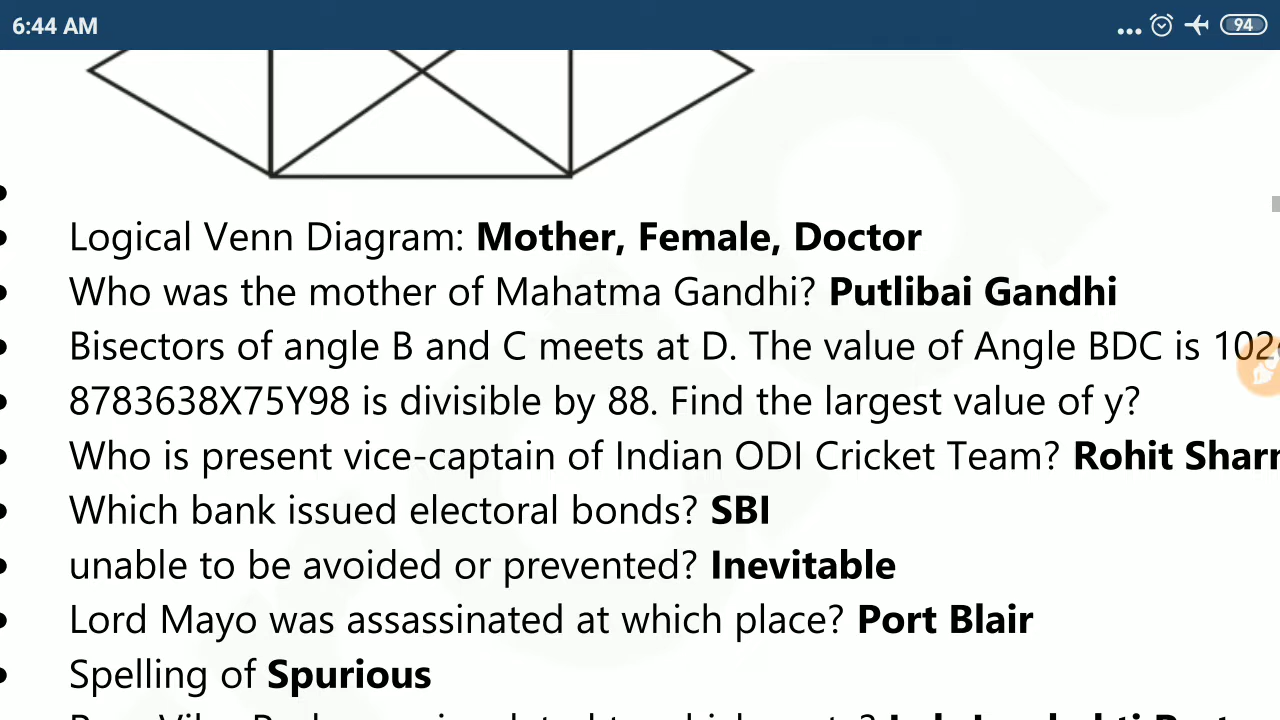 6:44 AM
94
Logical Venn Diagram: Mother, Female, Doctor
Who was the mother of Mahatma Gandhi? Putlibai Gandhi
Bisectors of angle B and C meets at D. The value of Angle BDC is 102
8783638X75Y98 is divisible by 88. Find the largest value of y?
Who is present vice-captain of Indian ODI Cricket Team? Rohit
Which bank issued electoral bonds? SBI
unable to be avoided or prevented? Inevitable
Lord Mayo was assassinated at which place? Port Blair
Spelling of Spurious